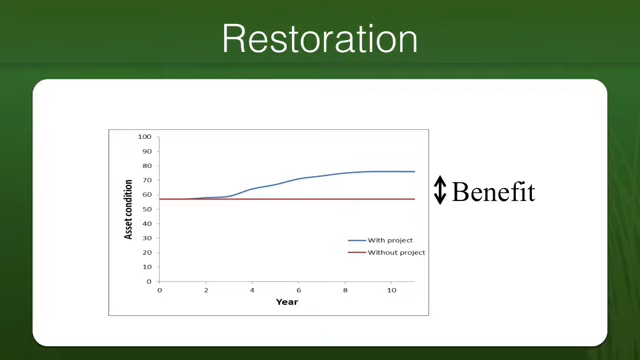 Restoration
100
90
80
70
60
50
40
30
20
10
0
Asset condition
0 2 4 6 8 10
Year
With project
Without project
Benefit